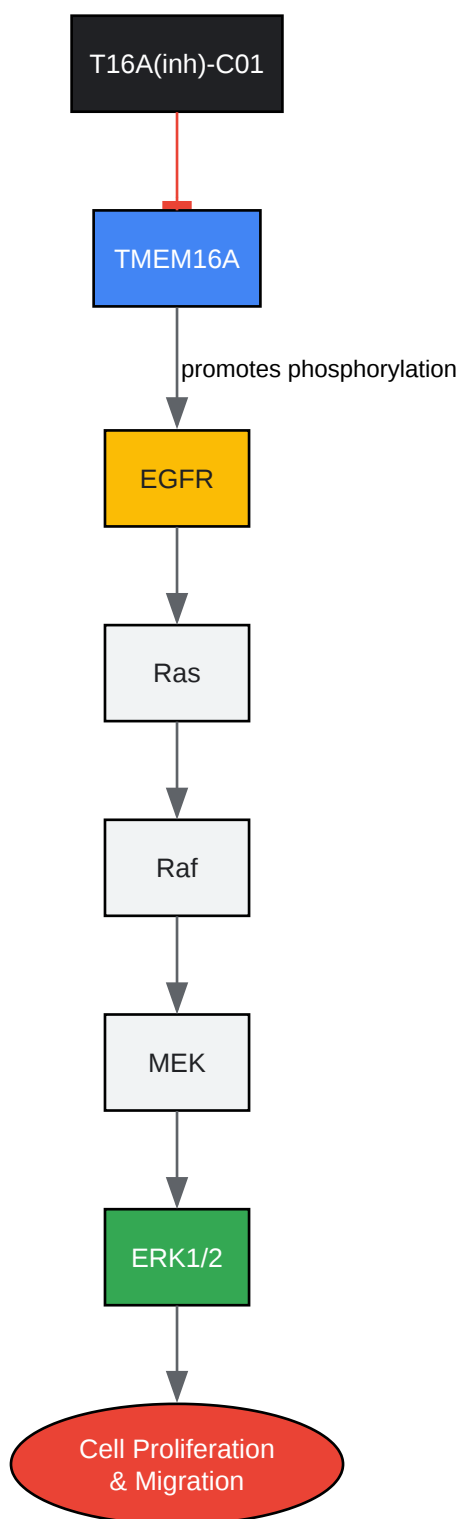 T16A(inh)-C01
TMEM16A
promotes phosphorylation
EGFR
Ras
Raf
MEK
ERK1/2
Cell Proliferation
& Migration